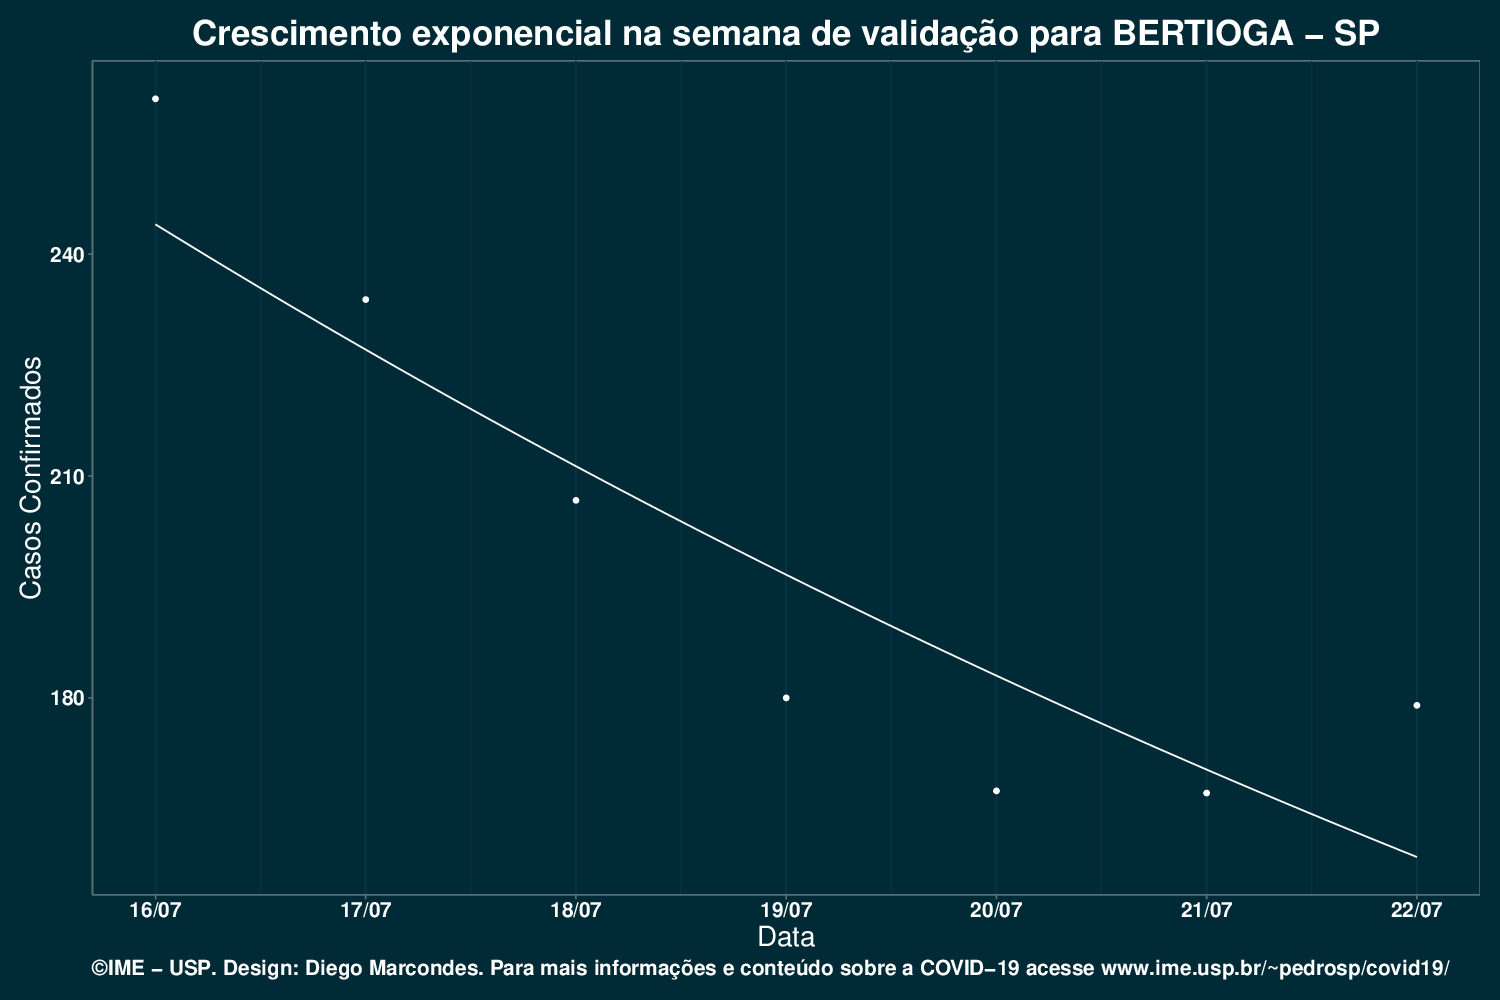 Crescimento exponencial na semana de validação para BERTIOGA – SP
Casos Confirmados
240
210
180
16/07 17/07 18/07 19/07 20/07 21/07 22/07
Data
©IME – USP. Design: Diego Marcondes. Para mais informações e conteúdo sobre a COVID–19 acesse www.ime.usp.br/~pedrosp/covid19/